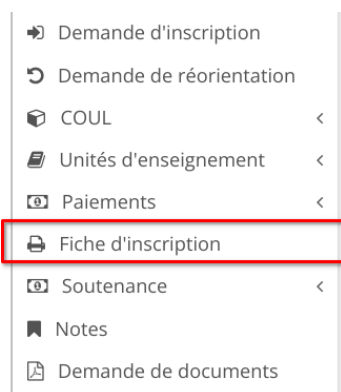 Demande d'inscription
Demande de réorientation
COUL
Unités d'enseignement
Paiements
Fiche d'inscription
Soutenance
Notes
Demande de documents